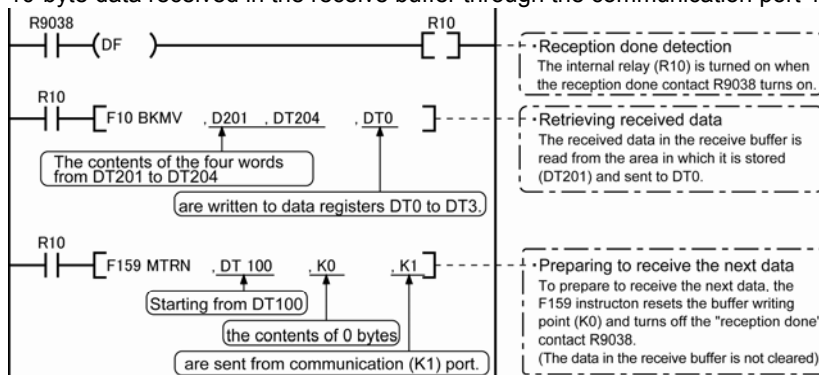 10-byte data received in the receive buffer through the communication port 1
R9038
R10
DF
Reception done detection
The internal relay (R10) is turned on when
the reception done contact R9038 turns on.
R10
F10 BKMV , D201 , DT204 , DT0
The contents of the four words
from DT201 to DT204
are written to data registers DT0 to DT3.
Retrieving received data
The received data in the receive buffer is
read from the area in which it is stored
(DT201) and sent to DT0.
R10
F159 MTRN , DT 100 , K0 , K1
Starting from DT100
the contents of 0 bytes
are sent from communication (K1) port.
Preparing to receive the next data
To prepare to receive the next data, the
F159 instructon resets the buffer writing
point (K0) and turns off the "reception done"
contact R9038.
(The data in the receive buffer is not cleared)